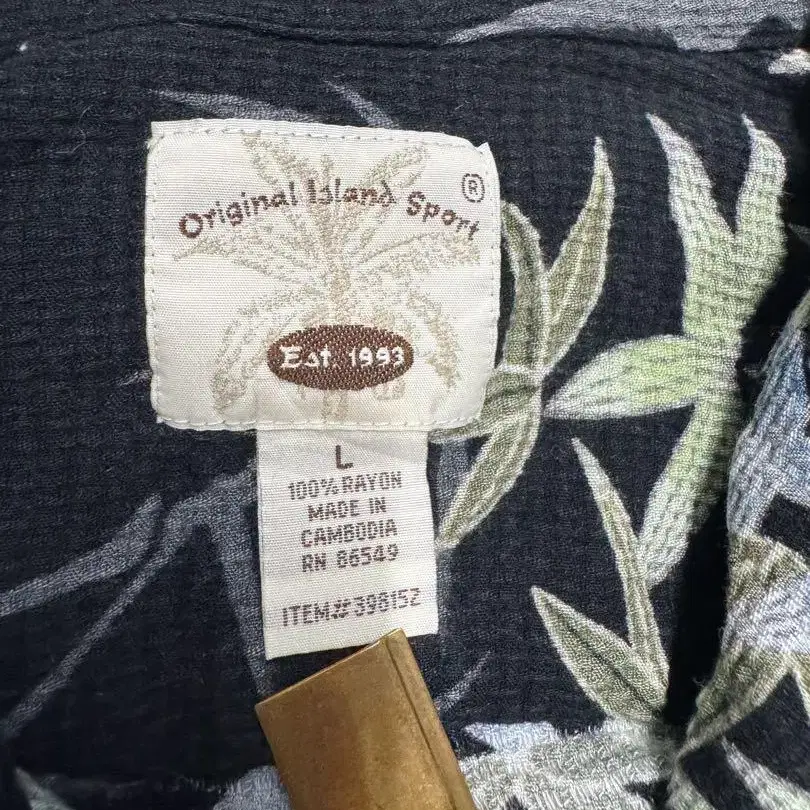 Original Island Sport ®
Est 1993
L
100% RAYON
MADE IN
CAMBODIA
RN 86549
ITEM#398152